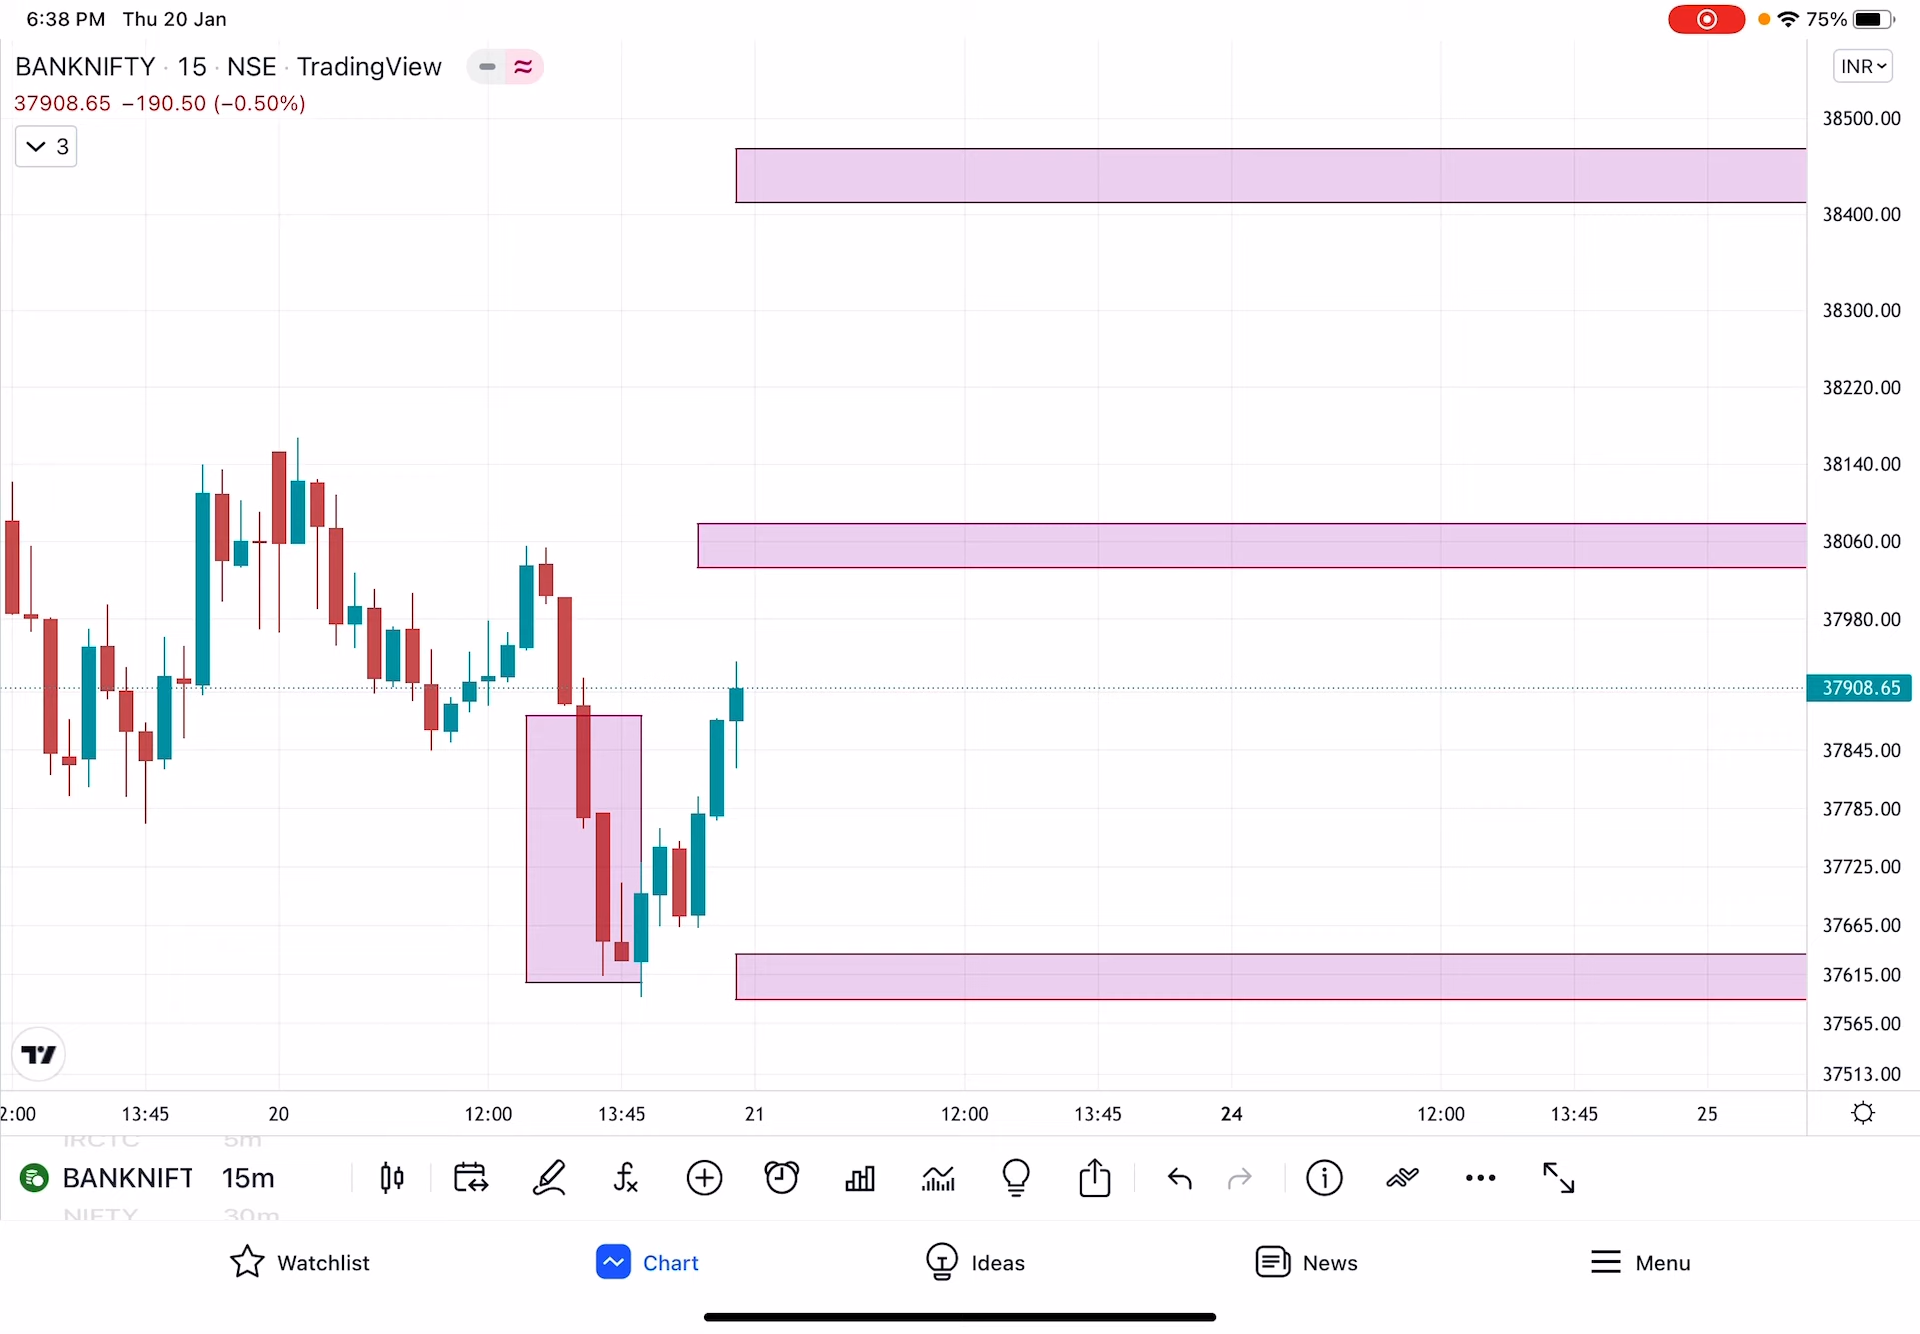 6:38 PM Thu 20 Jan
75%
BANKNIFTY · 15 · NSE · TradingView
INR
37908.65 −190.50 (−0.50%)
3
38500.00
38400.00
38300.00
38220.00
38140.00
38060.00
37980.00
37908.65
37845.00
37785.00
37725.00
37665.00
37615.00
37565.00
37513.00
2:00 13:45 20 12:00 13:45 21 12:00 13:45 24 12:00 13:45 25
IRCTC 5m
BANKNIFT 15m
NIFTY 30m
Watchlist Chart Ideas News Menu